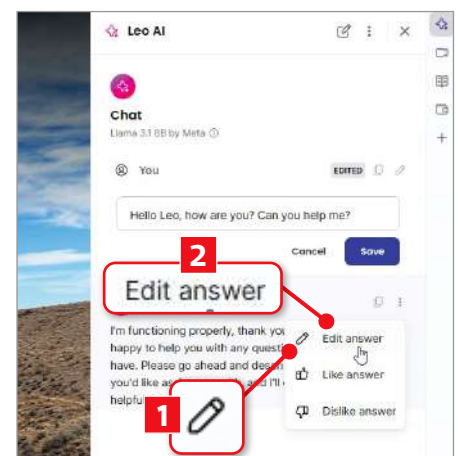 Leo AI
Chat
Llama 3.1 8B by Meta
You
EDITED
Hello Leo, how are you? Can you help me?
2
Cancel
Save
Edit answer
I'm functioning properly, thank you
Edit answer
happy to help you with any questi
have. Please go ahead and
you'd like and I'll
Like answer
helpful
1
Dislike answer